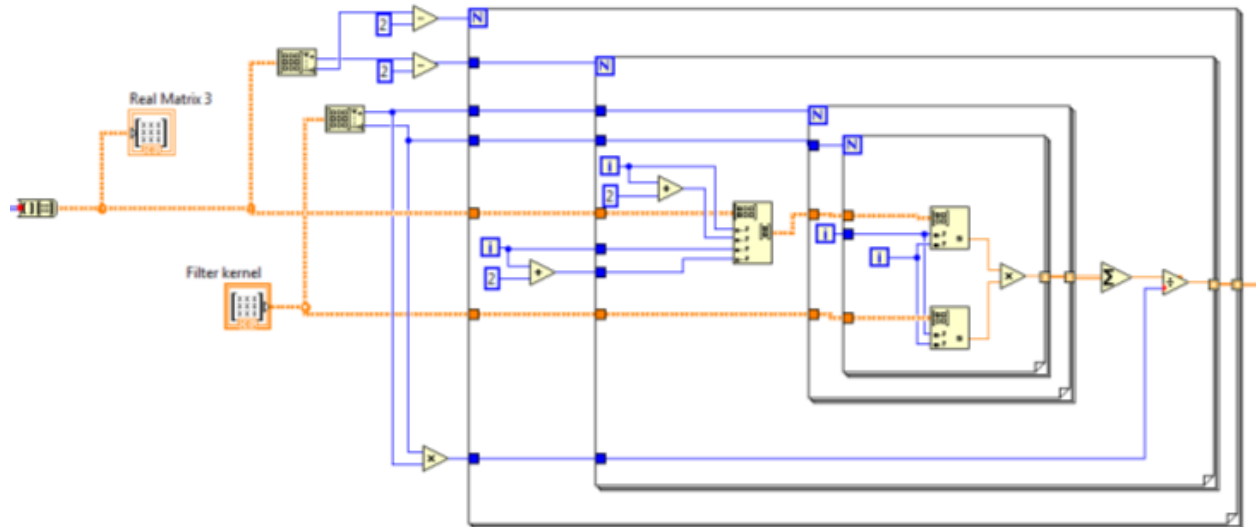 2
N
2
N
Real Matrix 3
N
N
i
+
2
i
i
i
+
2
Filter kernel
×
Σ
÷
×